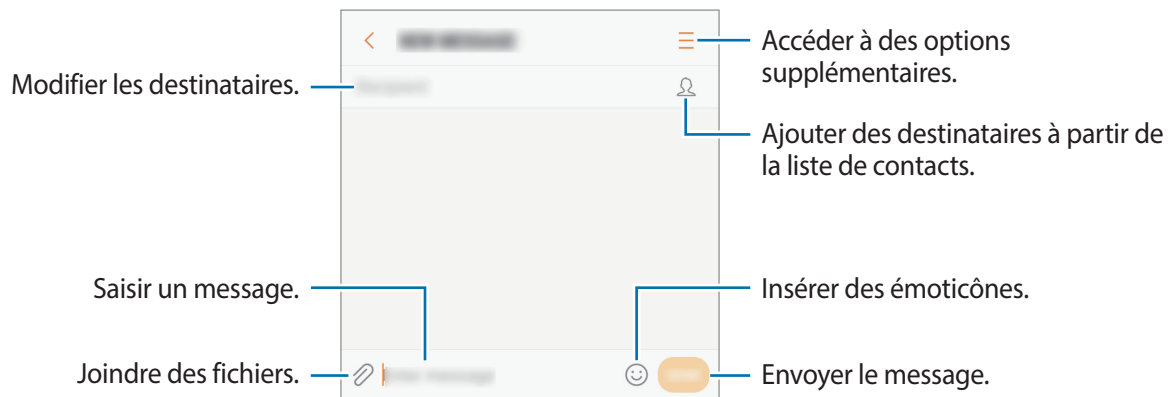 Accéder à des options
supplémentaires.
Modifier les destinataires.
Ajouter des destinataires à partir de
la liste de contacts.
Saisir un message.
Insérer des émoticônes.
Joindre des fichiers.
Envoyer le message.